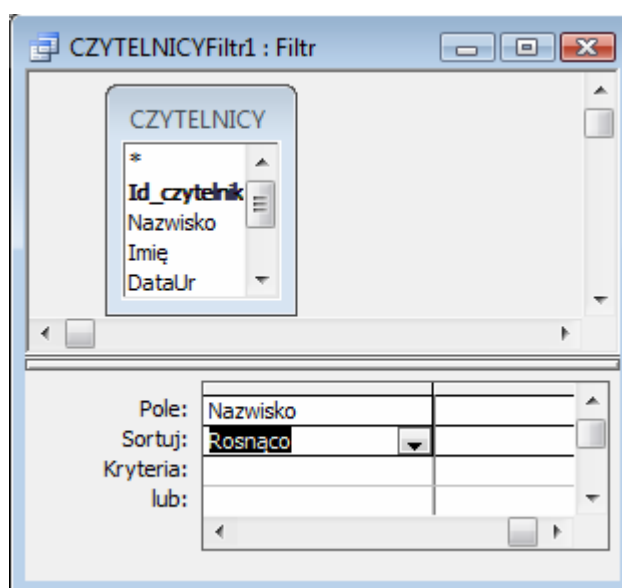 CZYTELNICYFiltr1 : Filtr
CZYTELNICY
*
Id_czytelnik
Nazwisko
Imię
DataUr
Pole: Nazwisko
Sortuj: Rosnąco
Kryteria:
lub: